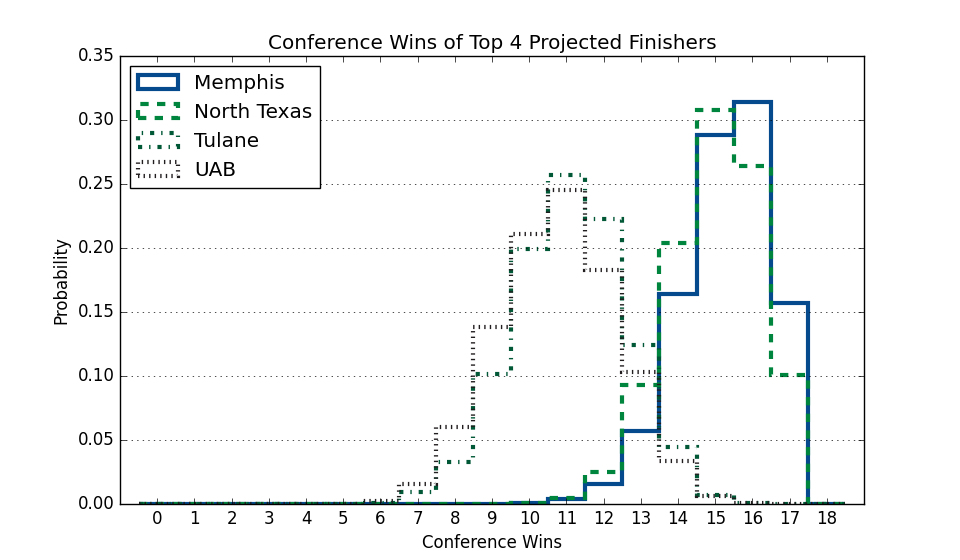 Conference Wins of Top 4 Projected Finishers
0.35
0.30
0.25
0.20
0.15
0.10
0.05
0.00
Probability
Memphis
North Texas
Tulane
UAB
0 1 2 3 4 5 6 7 8 9 10 11 12 13 14 15 16 17 18
Conference Wins